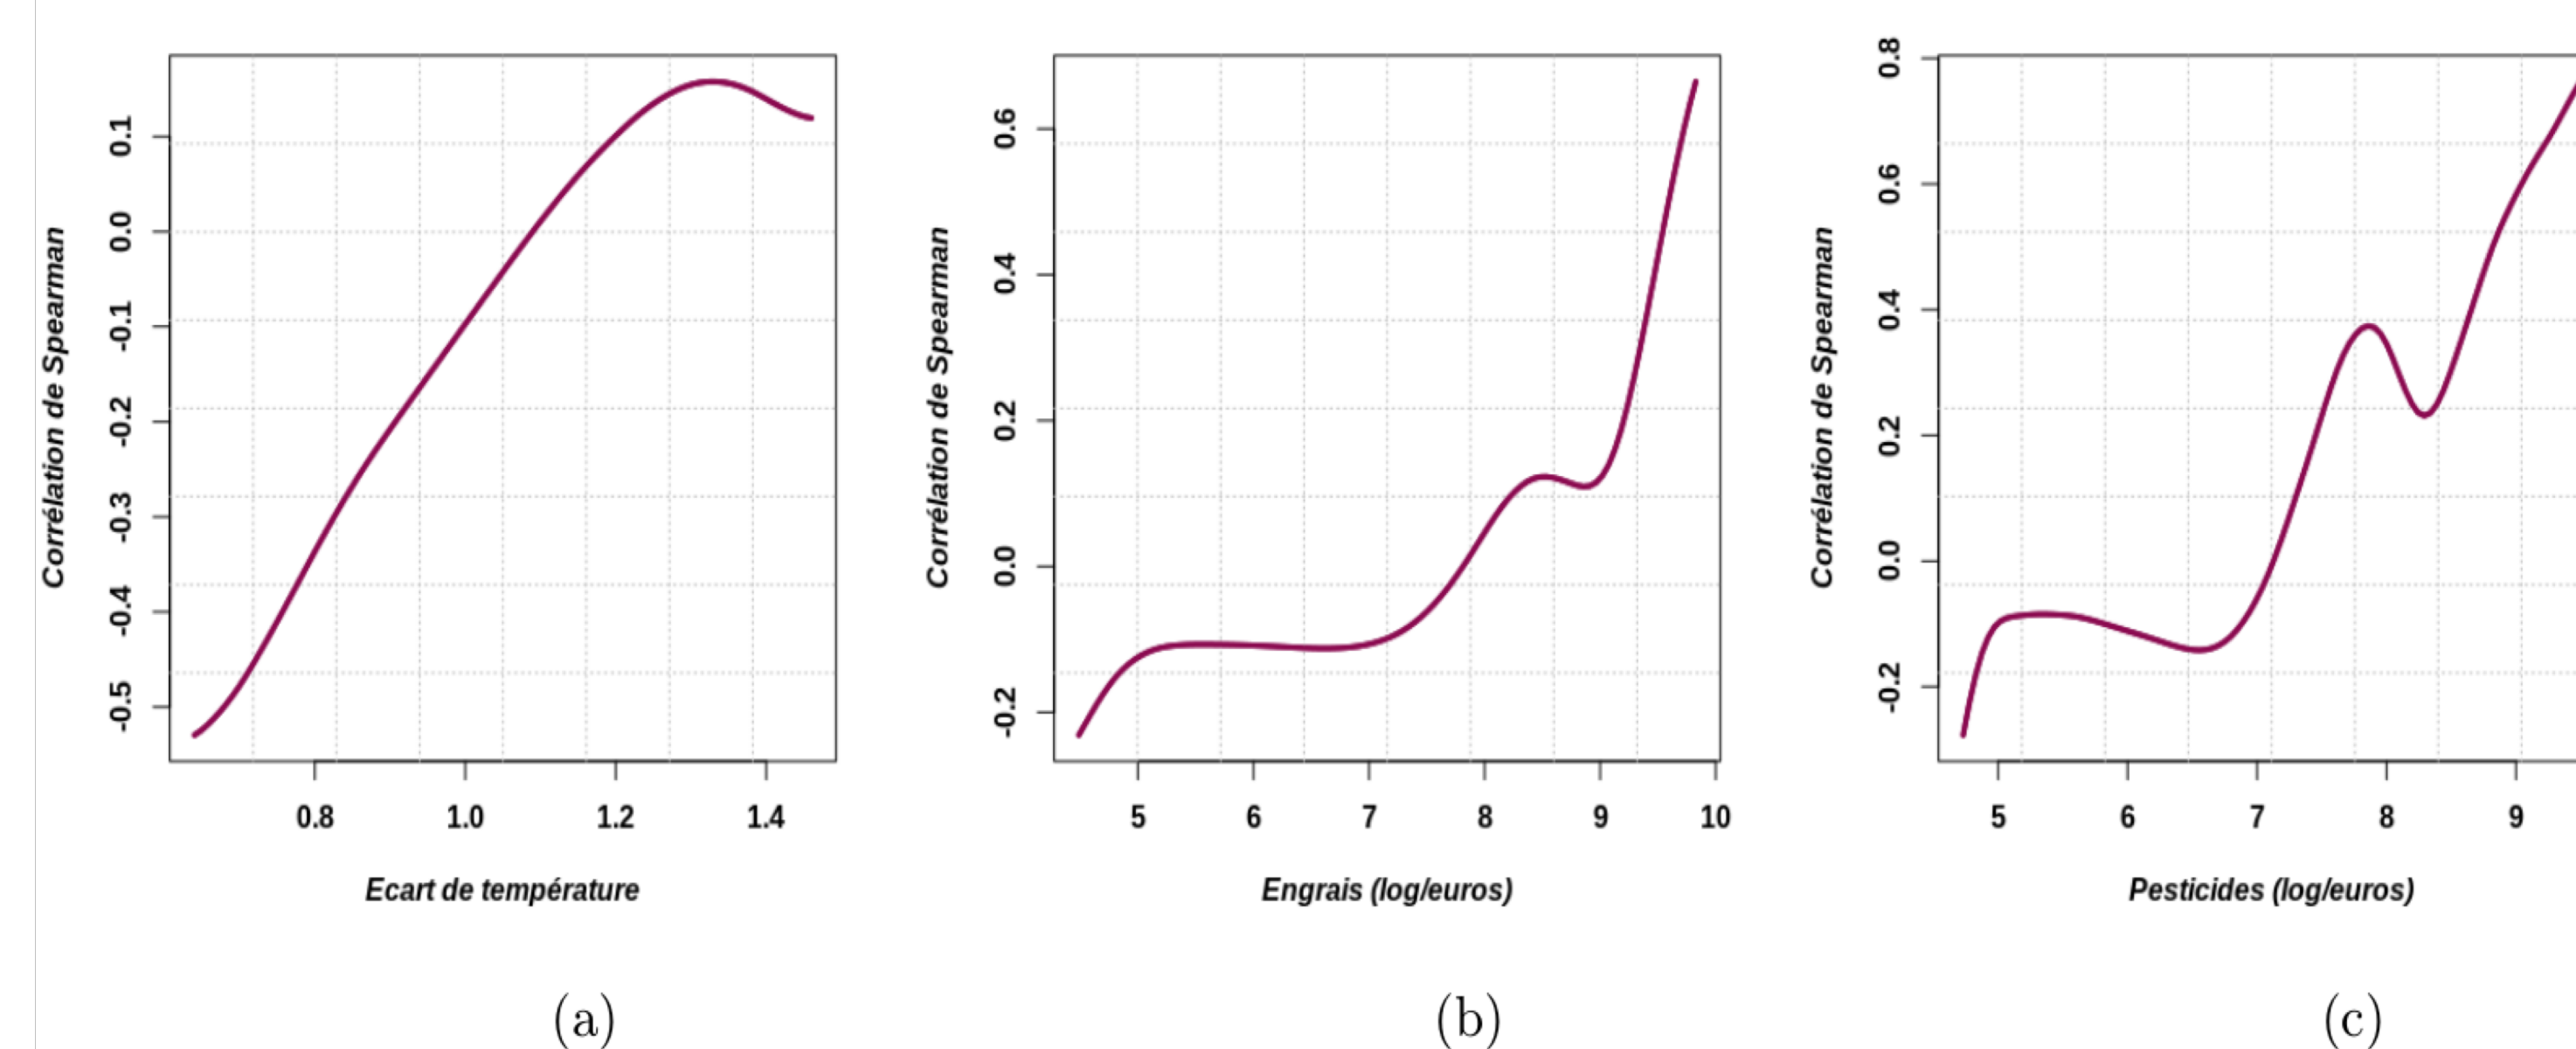 Corrélation de Spearman
0.1
0.0
-0.1
-0.2
-0.3
-0.4
-0.5
0.8 1.0 1.2 1.4
Ecart de température
(a)
Corrélation de Spearman
0.6
0.4
0.2
0.0
-0.2
5 6 7 8 9 10
Engrais (log/euros)
(b)
Corrélation de Spearman
0.8
0.6
0.4
0.2
0.0
-0.2
5 6 7 8 9
Pesticides (log/euros)
(c)